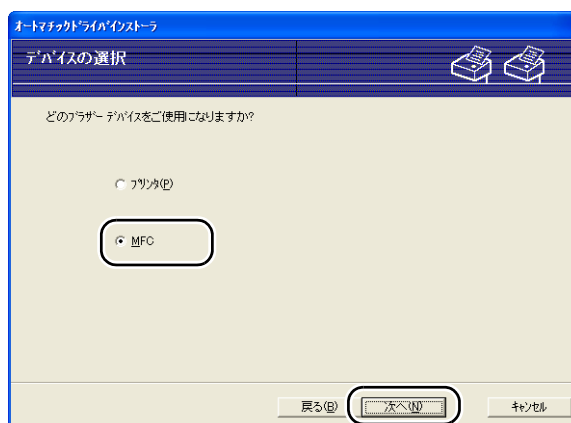 オートマチックドライバインストーラ
デバイスの選択
どのブラザー デバイスをご使用になりますか?
プリンタ(P)
MFC
戻る(B) 次へ(N) キャンセル